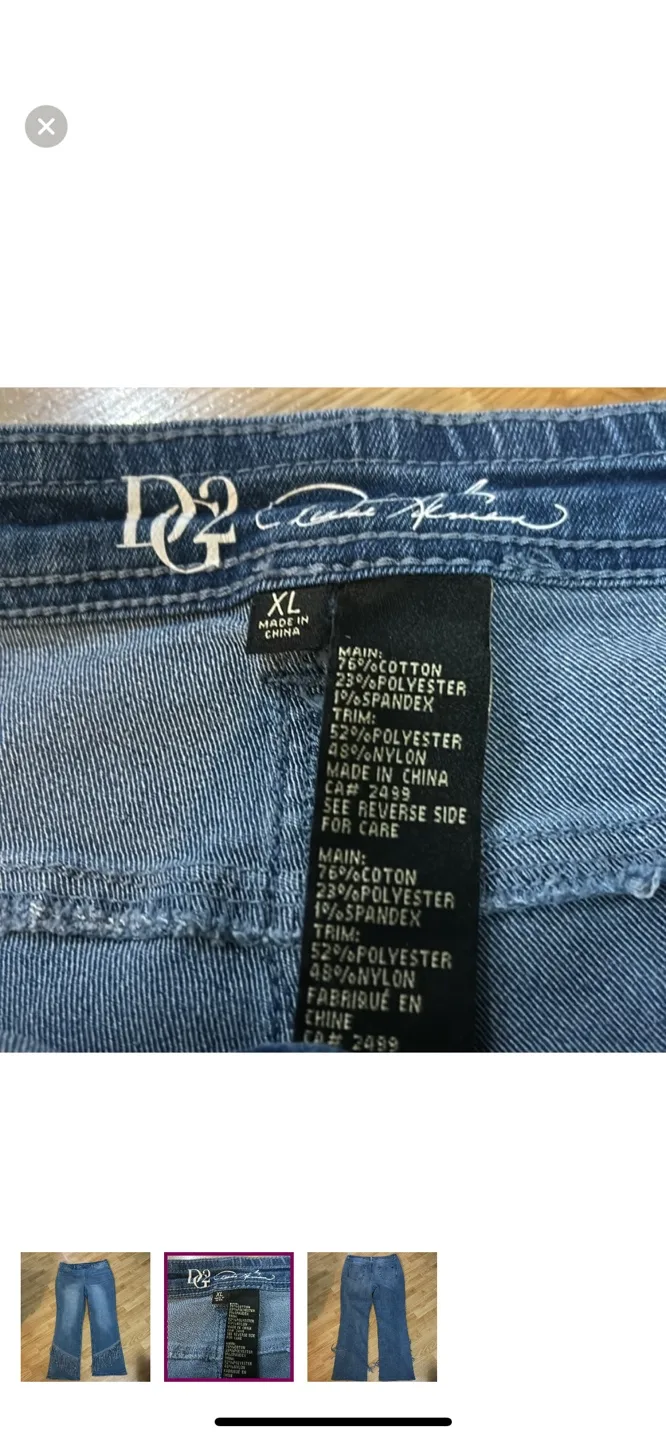 DG2
XL
MADE IN
CHINA
MAIN:
76%COTTON
23%POLYESTER
1%SPANDEX
TRIM:
52%POLYESTER
48%NYLON
MADE IN CHINA
CA# 2499
SEE REVERSE SIDE
FOR CARE
MAIN:
76%COTON
23%POLYESTER
1%SPANDEX
TRIM:
52%POLYESTER
48%NYLON
FABRIQUÉ EN
CHINE
CA# 2499